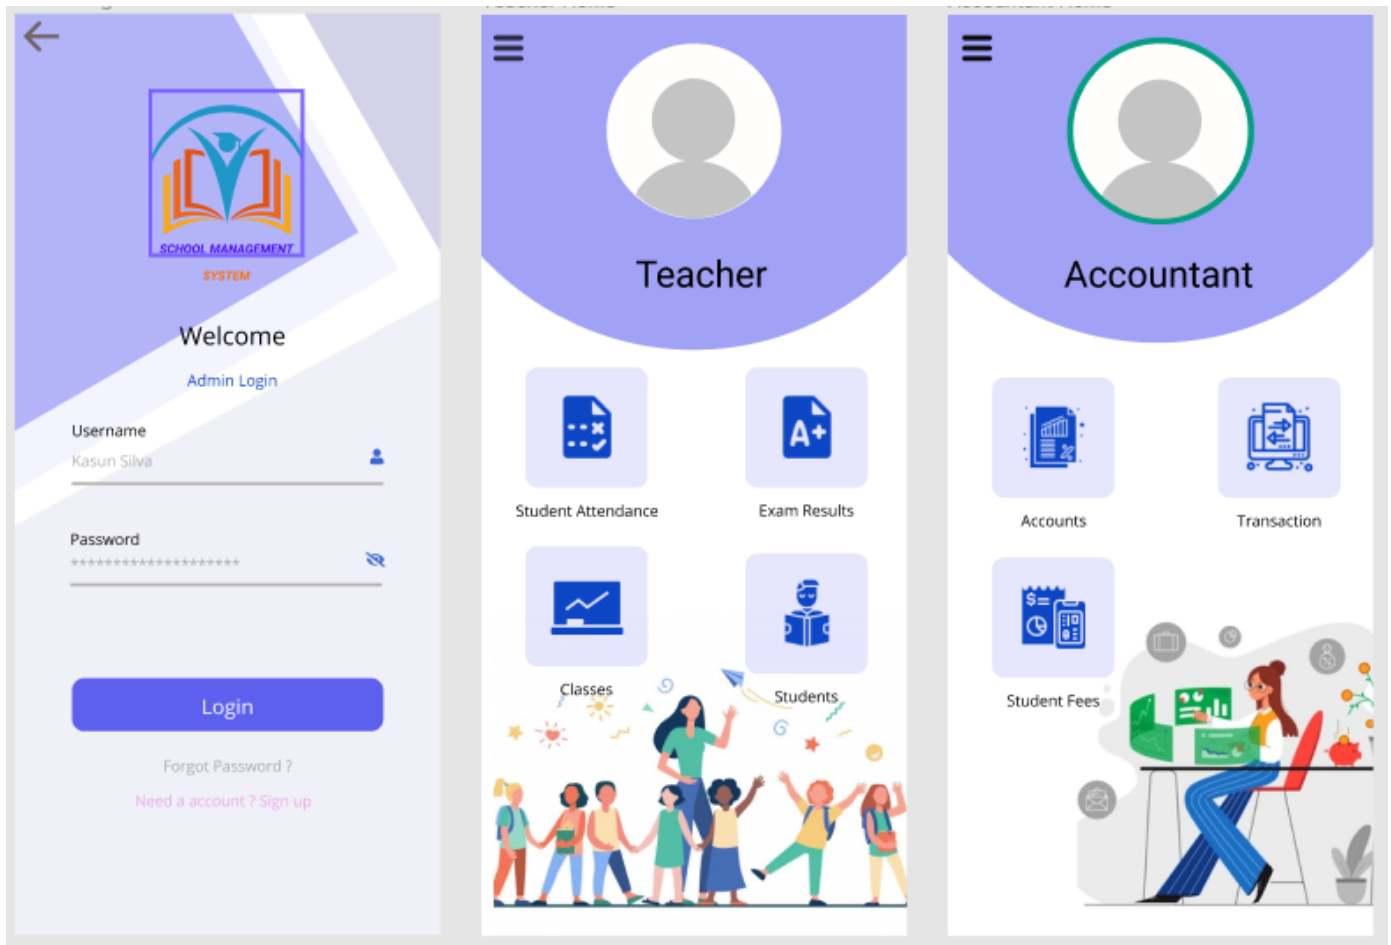 SCHOOL MANAGEMENT
SYSTEM
Welcome
Admin Login
Username
Kasun Silva
Password
*********************
Login
Forgot Password ?
Need a account ? Sign up
Teacher
Student Attendance
A+
Exam Results
Classes
Students
Accountant
Accounts
Transaction
$=
Student Fees